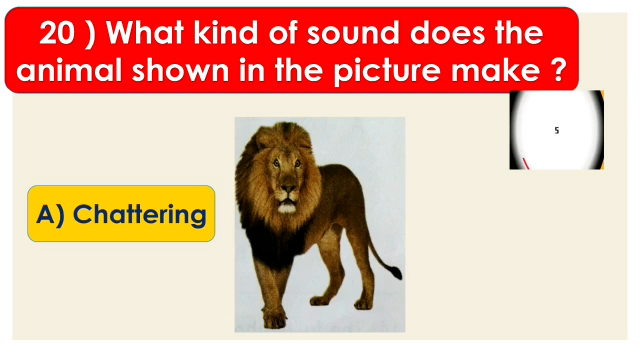 20 ) What kind of sound does the
animal shown in the picture make ?
5
A) Chattering